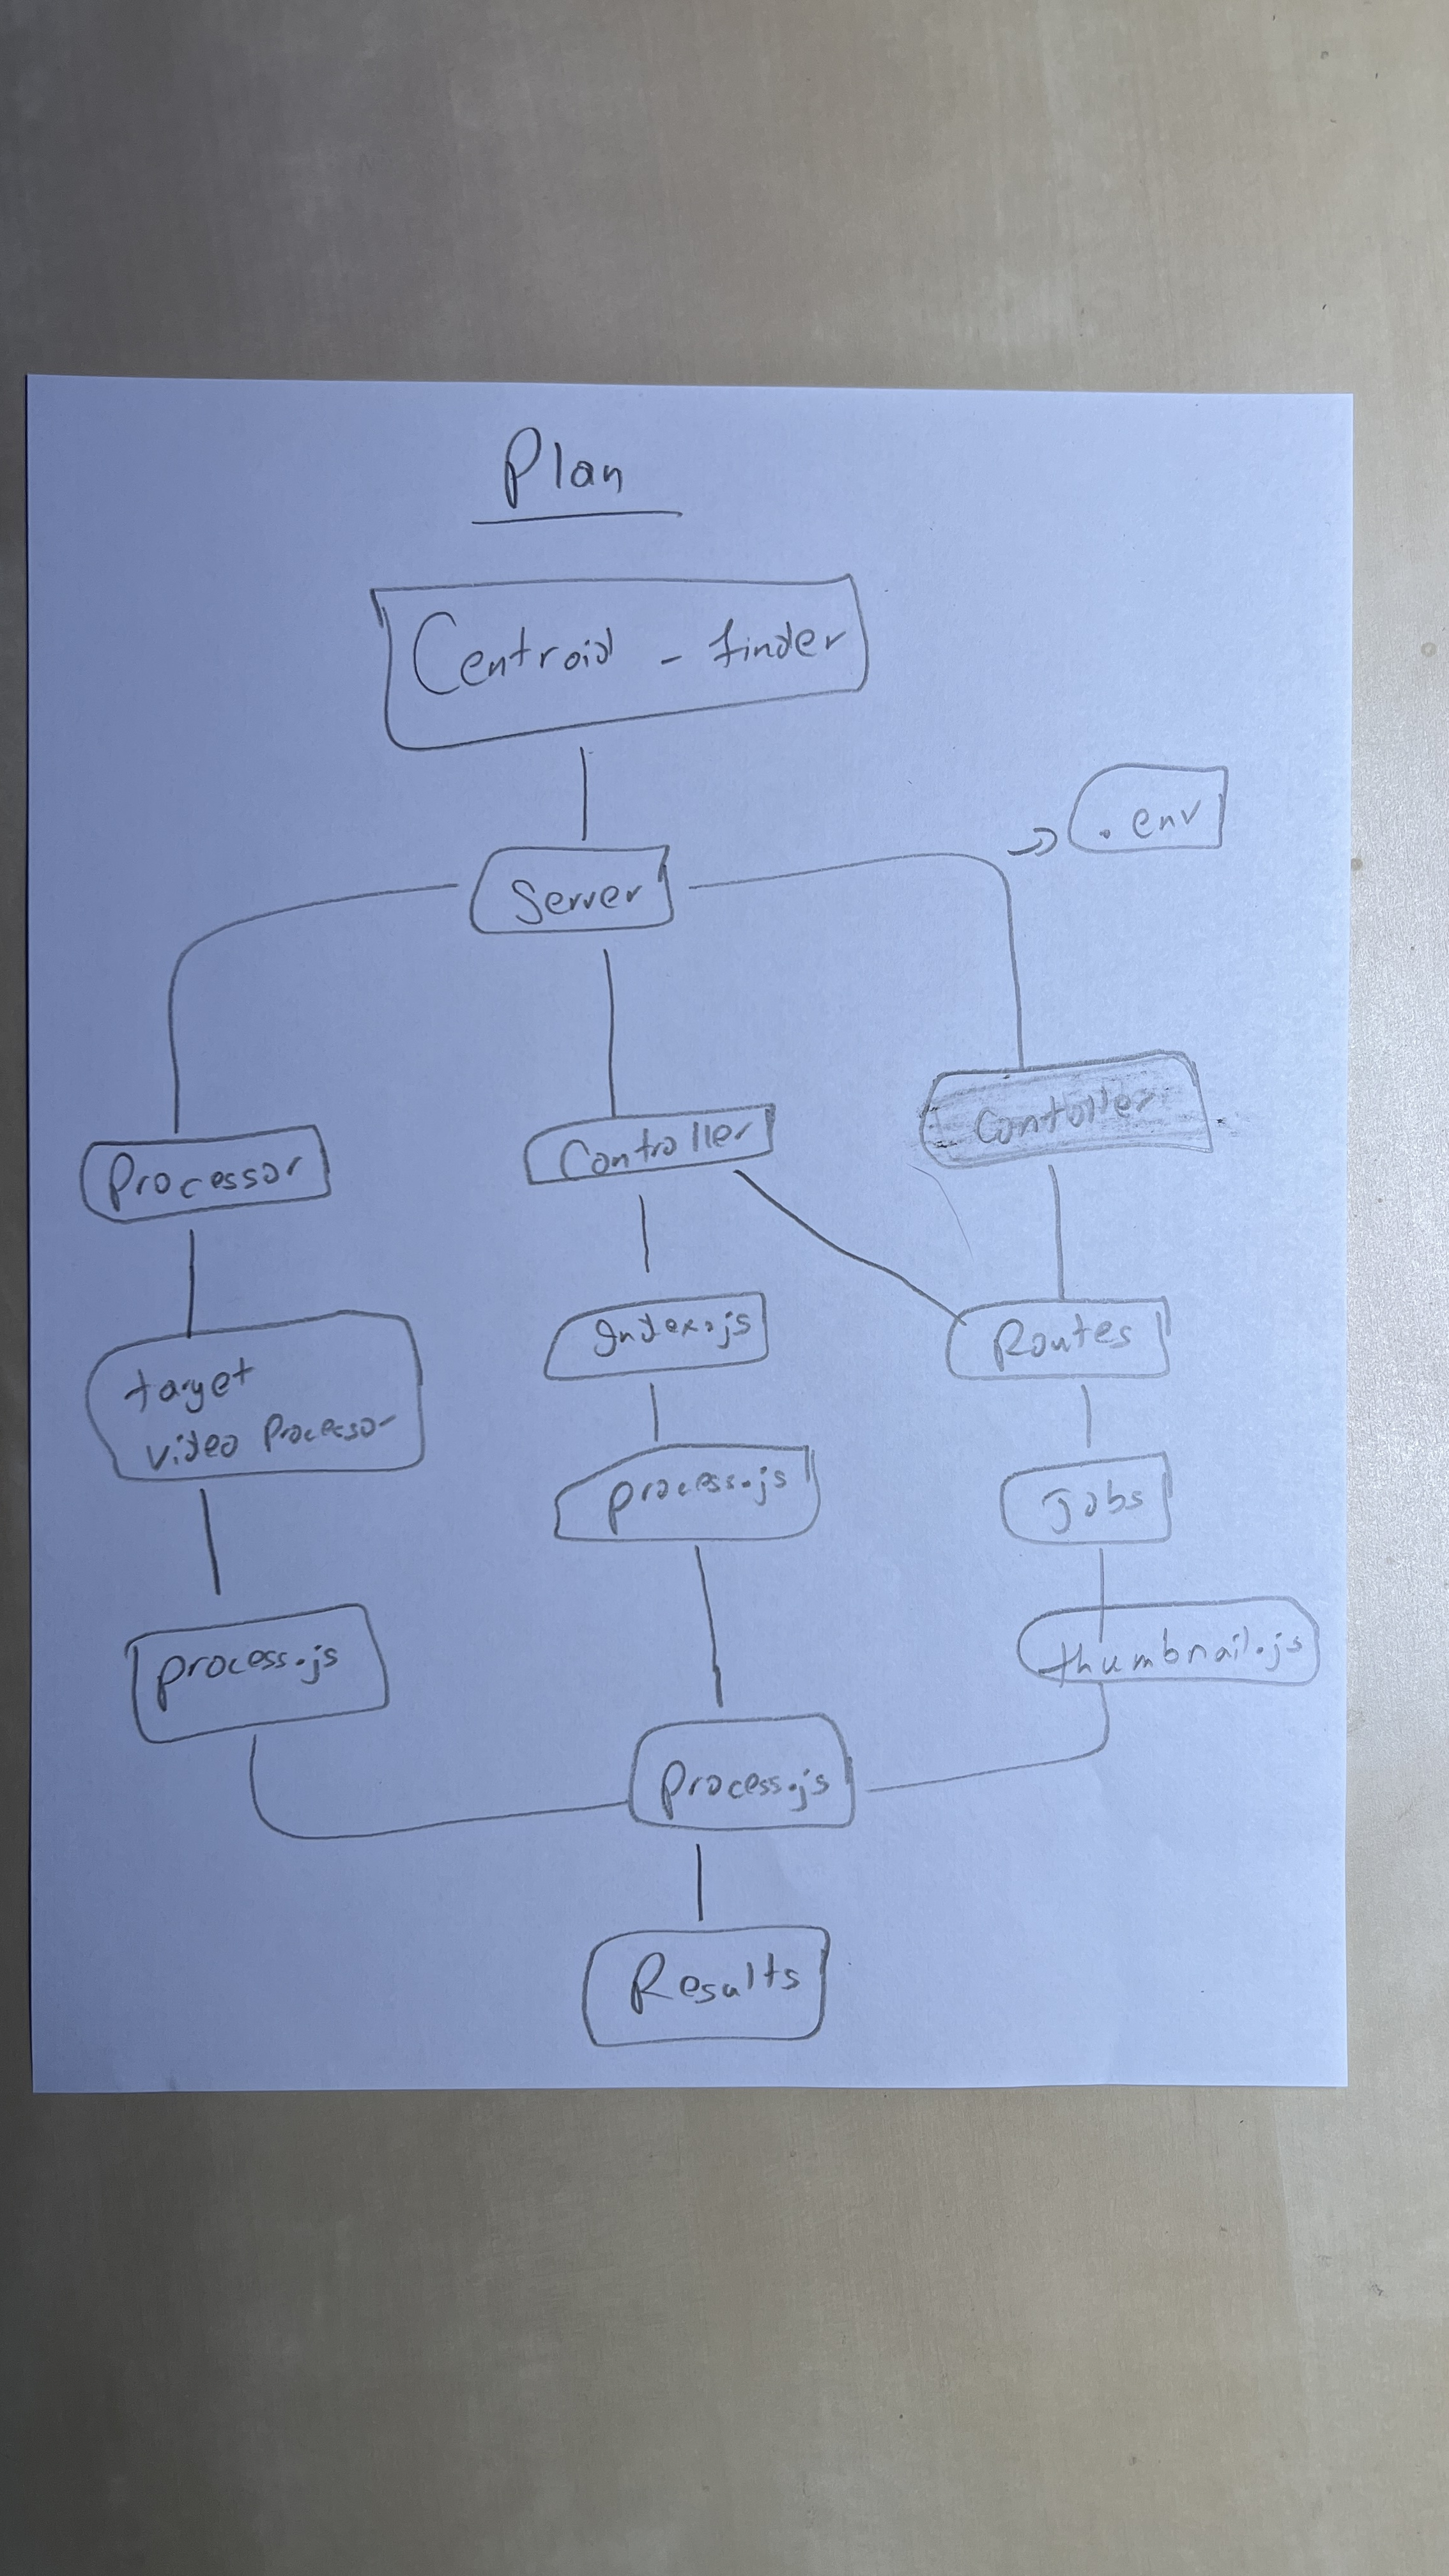 Plan
Centroid - finder
.env
Server
Processor
Controller
Contoller
target
video Processor
Index.js
Routes
process.js
Jobs
process.js
thumbnail.js
process.js
Results